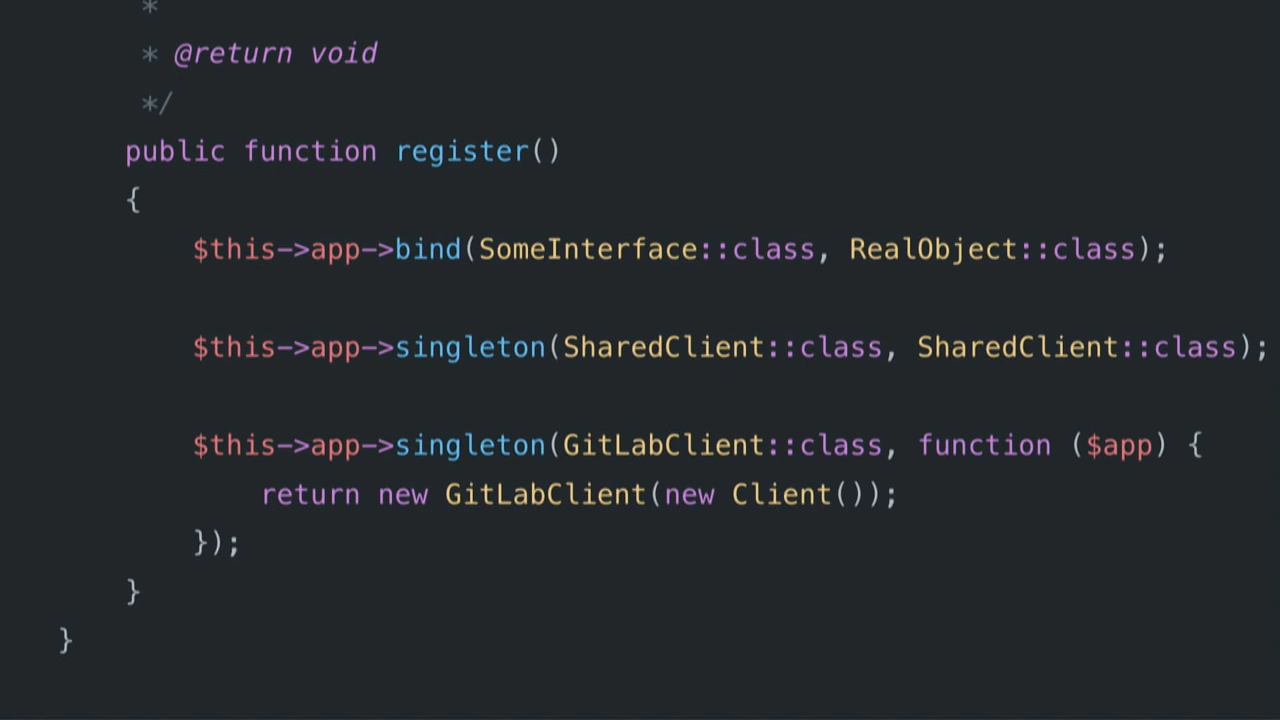 *
* @return void
*/
public function register()
{
$this->app->bind(SomeInterface::class, RealObject::class);
$this->app->singleton(SharedClient::class, SharedClient::class);
$this->app->singleton(GitLabClient::class, function ($app) {
return new GitLabClient(new Client());
});
}
}